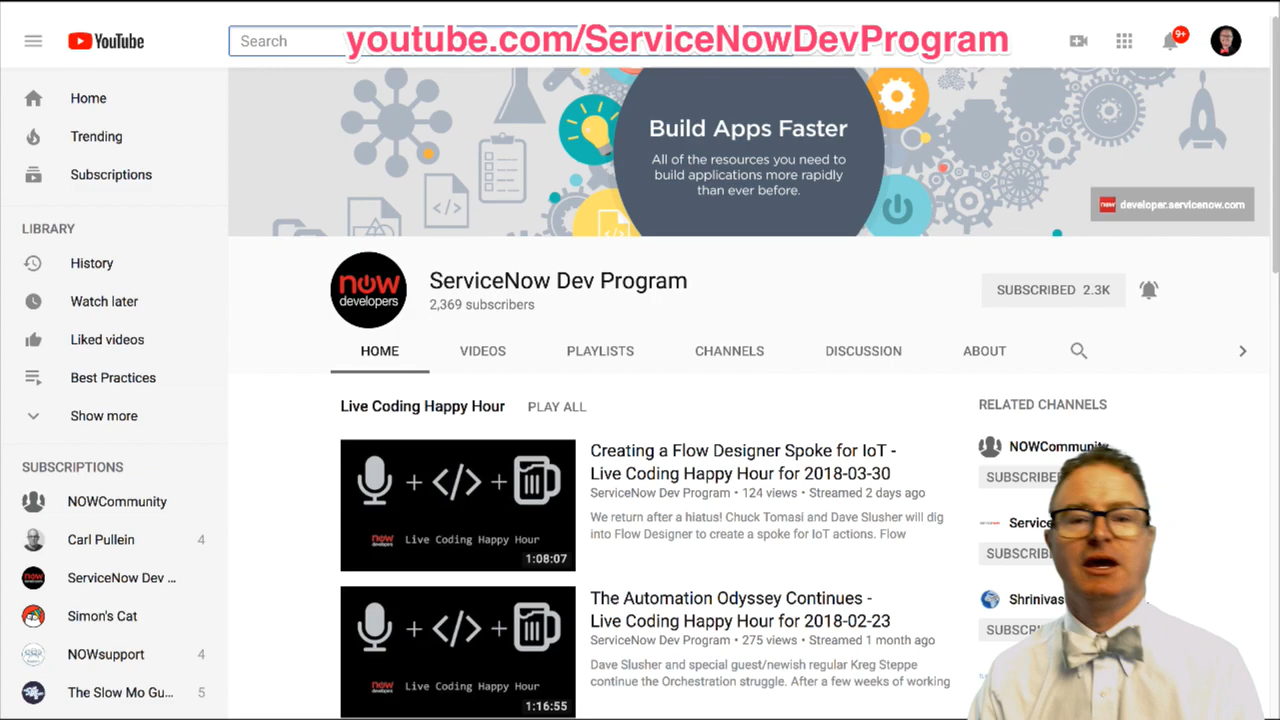 YouTube
Search
youtube.com/ServiceNowDevProgram
9+
Home
Trending
Subscriptions
LIBRARY
History
Watch later
Liked videos
Best Practices
Show more
SUBSCRIPTIONS
NOWCommunity
Carl Pullein 4
ServiceNow Dev ...
Simon's Cat
NOWsupport 4
The Slow Mo Gu... 5
Build Apps Faster
All of the resources you need to
build applications more rapidly
than ever before.
now developer.servicenow.com
now
developers
ServiceNow Dev Program
2,369 subscribers
SUBSCRIBED 2.3K
HOME VIDEOS PLAYLISTS CHANNELS DISCUSSION ABOUT
Live Coding Happy Hour PLAY ALL
now
developers
Live Coding Happy Hour
1:08:07
Creating a Flow Designer Spoke for IoT -
Live Coding Happy Hour for 2018-03-30
ServiceNow Dev Program • 124 views • Streamed 2 days ago
We return after a hiatus! Chuck Tomasi and Dave Slusher will dig
into Flow Designer to create a spoke for IoT actions. Flow
now
developers
Live Coding Happy Hour
1:16:55
The Automation Odyssey Continues -
Live Coding Happy Hour for 2018-02-23
ServiceNow Dev Program • 275 views • Streamed 1 month ago
Dave Slusher and special guest/newish regular Kreg Steppe
continue the Orchestration struggle. After a few weeks of working
RELATED CHANNELS
NOWCommunity
SUBSCRIBE
Service
SUBSCRIB
Shrinivas
SUBSCR